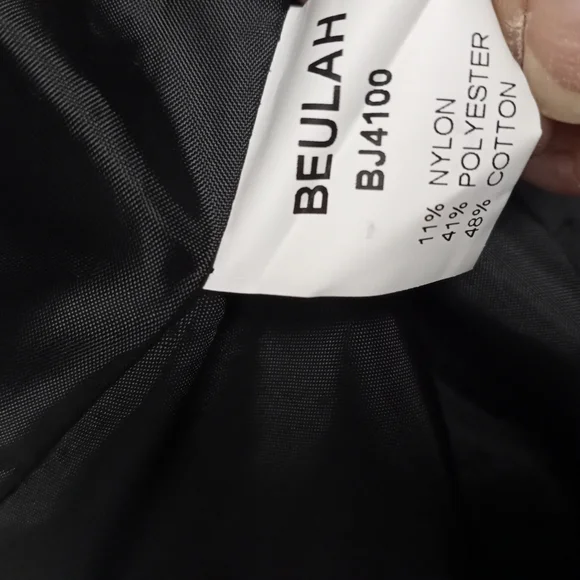 BEULAH
BJ4100
11% NYLON
41% POLYESTER
48% COTTON